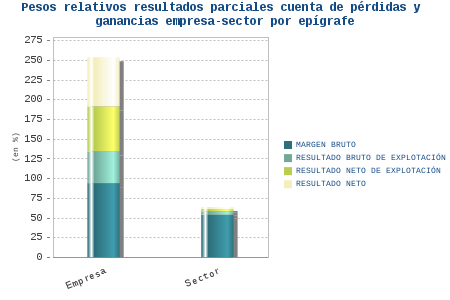 Pesos relativos resultados parciales cuenta de pérdidas y
ganancias empresa-sector por epígrafe
275
250
225
200
175
150
125
100
75
50
25
0
(en %)
Empresa
Sector
MARGEN BRUTO
RESULTADO BRUTO DE EXPLOTACIÓN
RESULTADO NETO DE EXPLOTACIÓN
RESULTADO NETO